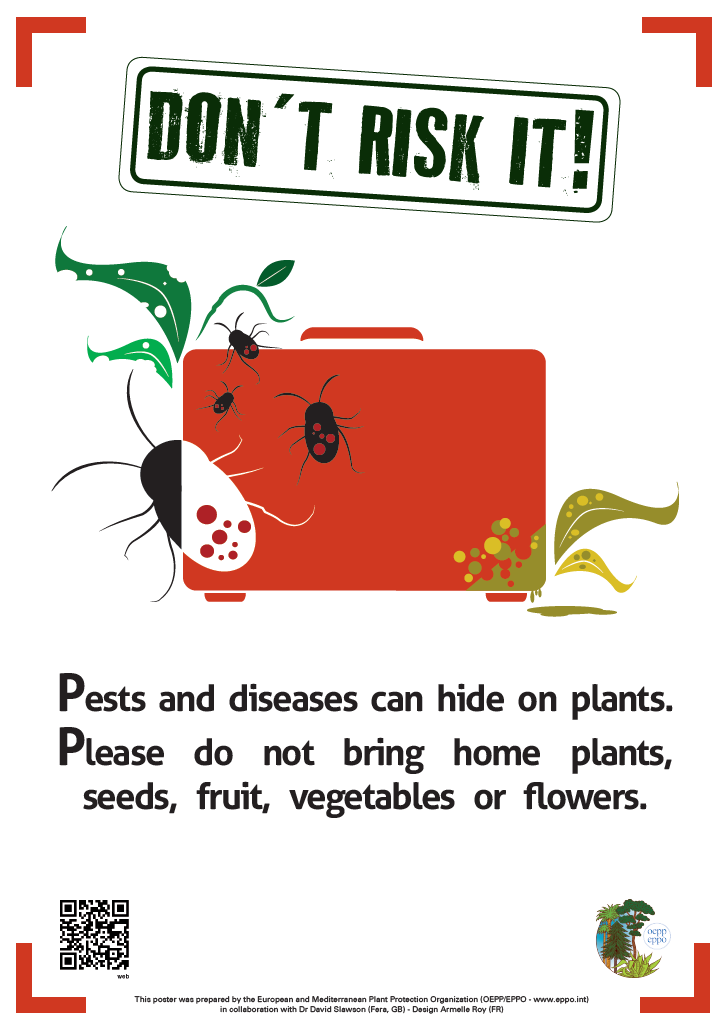 DON´T RISK IT!
Pests and diseases can hide on plants.
Please do not bring home plants,
seeds, fruit, vegetables or flowers.
web
oepp
eppo
This poster was prepared by the European and Mediterranean Plant Protection Organization (OEPP/EPPO - www.eppo.int)
in collaboration with Dr David Slawson (Fera, GB) - Design Armelle Roy (FR)